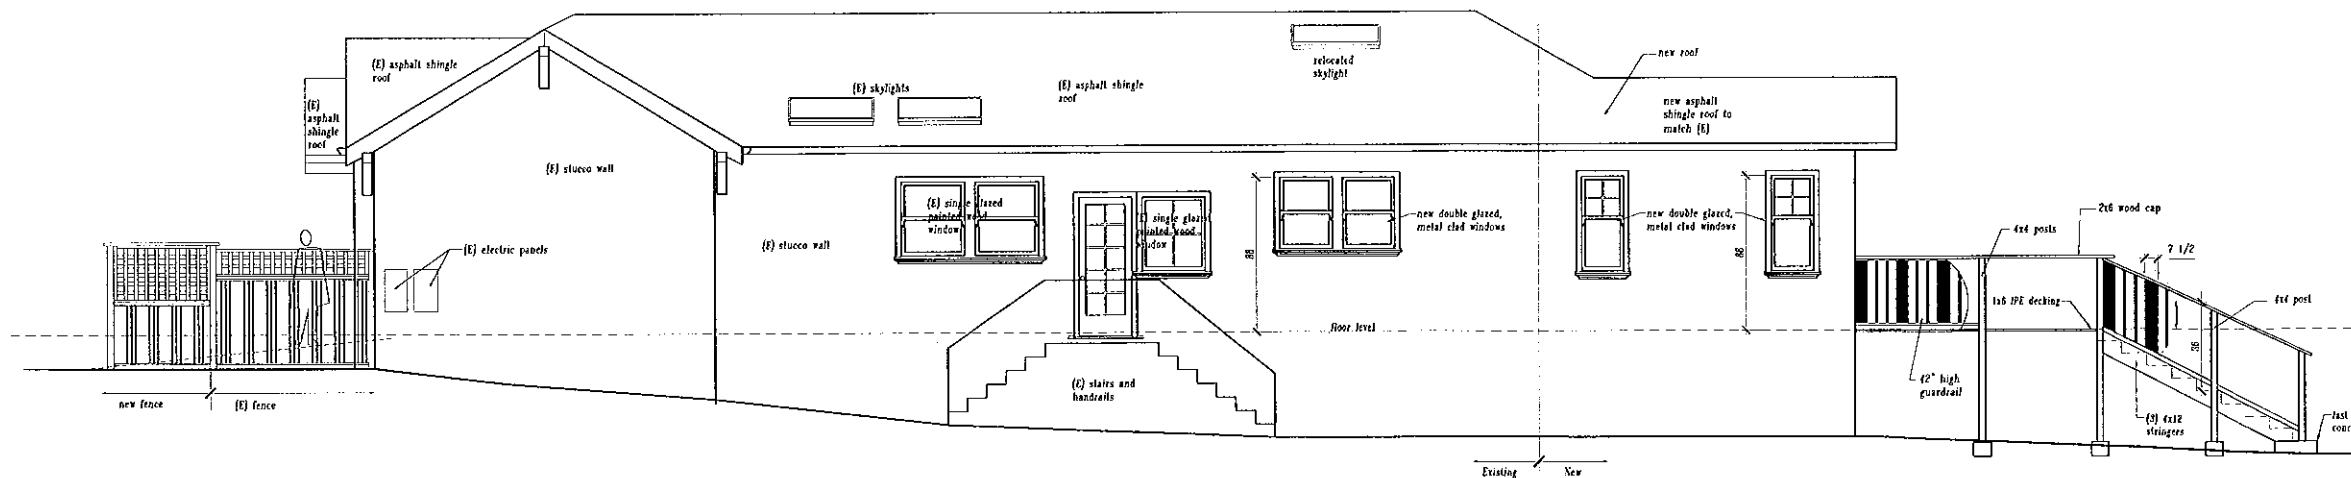 (E) asphalt shingle
roof
(E)
asphalt
shingle
roof
(E) skylights
(E) asphalt shingle
roof
relocated
skylight
new roof
new asphalt
shingle roof to
match (E)
(E) stucco wall
(E) single glazed
painted wood
window
(E) single glazed
painted wood
window
(E) stucco wall
(E) electric panels
new double glazed,
metal clad windows
new double glazed,
metal clad windows
88
88
floor level
2x6 wood cap
4x4 posts
7 1/2
1x6 IPE decking
4x4 post
36
42" high
guardrail
(3) 4x12
stringers
last
conc
(E) stairs and
handrails
new fence
(E) fence
Existing
New